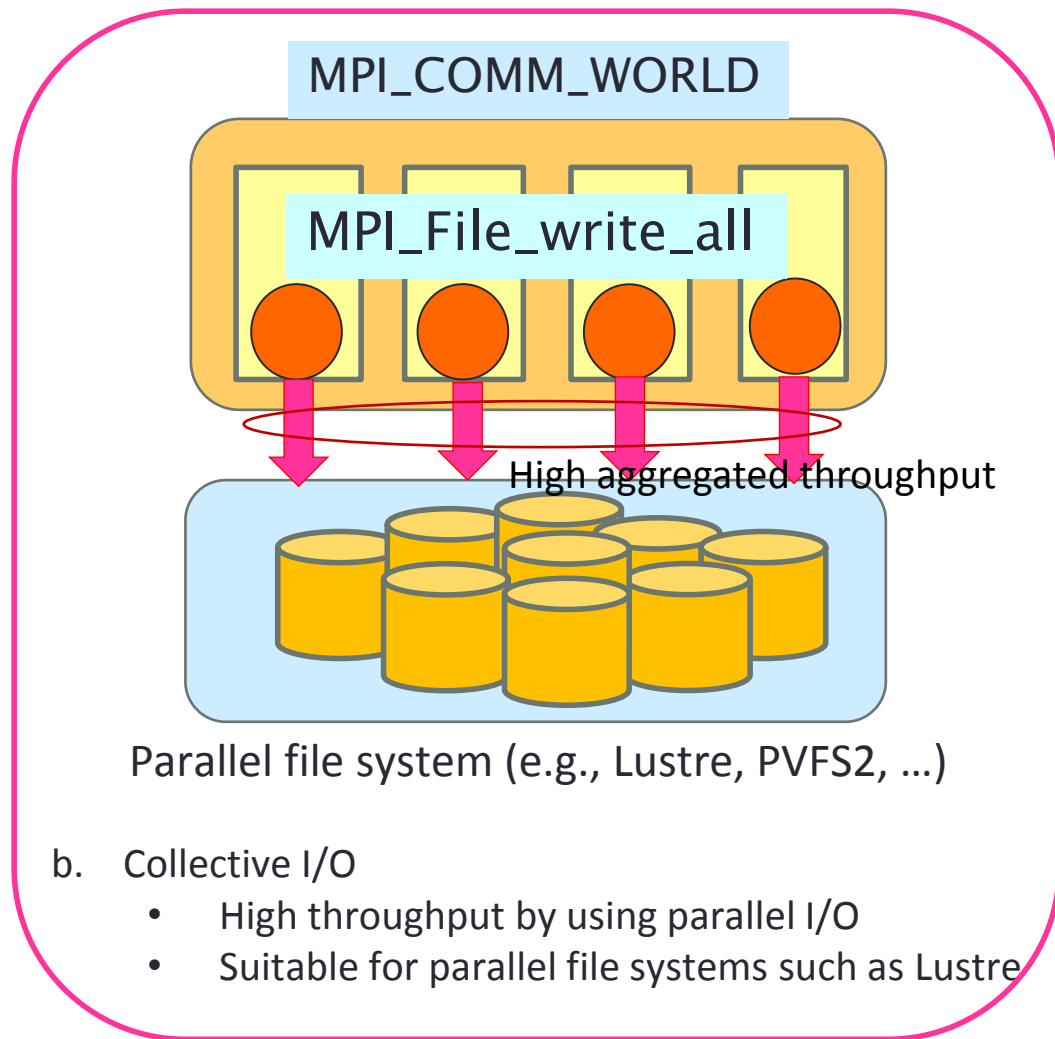 MPI_COMM_WORLD
MPI_File_write_all
High aggregated throughput
Parallel file system (e.g., Lustre, PVFS2, …)
b. Collective I/O
• High throughput by using parallel I/O
• Suitable for parallel file systems such as Lustre